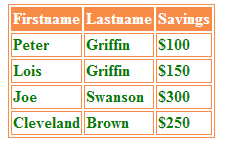 Firstname Lastname Savings
Peter Griffin $100
Lois Griffin $150
Joe Swanson $300
Cleveland Brown $250